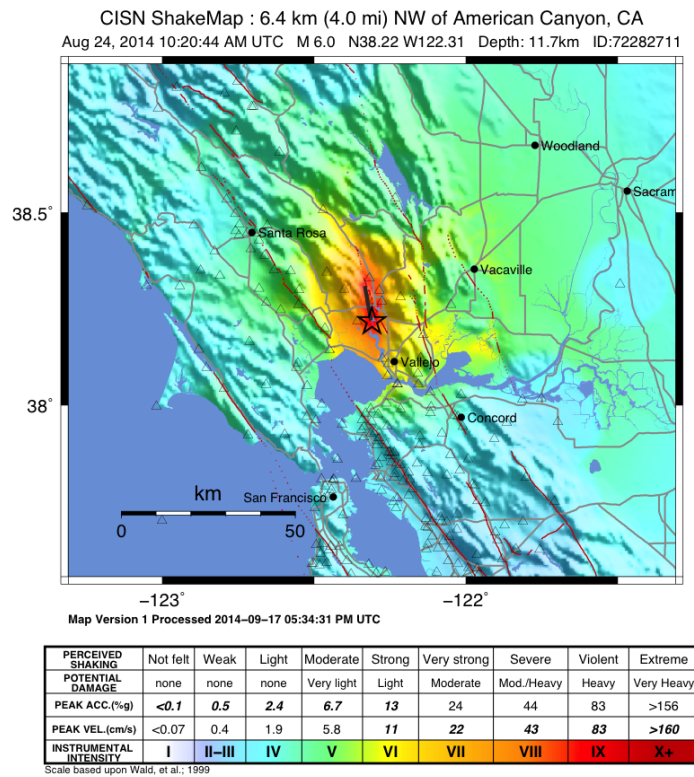 CISN ShakeMap : 6.4 km (4.0 mi) NW of American Canyon, CA
Aug 24, 2014 10:20:44 AM UTC M 6.0 N38.22 W122.31 Depth: 11.7km ID:72282711
Woodland
38.5°
Sacram
Santa Rosa
Vacaville
Vallejo
38°
Concord
km
San Francisco
0 50
−123 −122
Map Version 1 Processed 2014−09−17 05:34:31 PM UTC
PERCEIVED SHAKING Not felt Weak Light Moderate Strong Very strong Severe Violent Extreme
POTENTIAL DAMAGE none none none Very light Light Moderate Mod./Heavy Heavy Very Heavy
PEAK ACC.(%g) <0.1 0.5 2.4 6.7 13 24 44 83 >156
PEAK VEL.(cm/s) <0.07 0.4 1.9 5.8 11 22 43 83 >160
INSTRUMENTAL INTENSITY I II−III IV V VI VII VIII IX X+
Scale based upon Wald, et al.; 1999